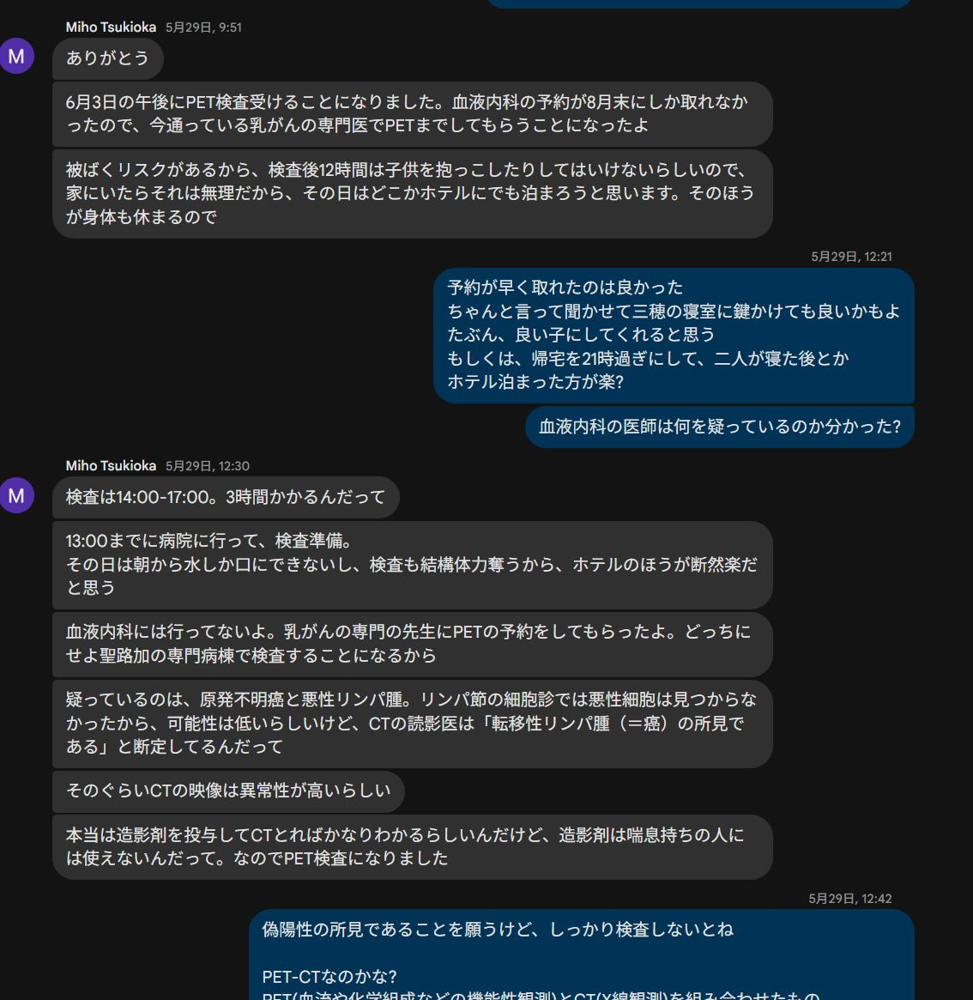 Miho Tsukioka 5月29日, 9:51
M
ありがとう
6月3日の午後にPET検査受けることになりました。血液内科の予約が8月末にしか取れなか
ったので、今通っている乳がんの専門医でPETまでしてもらうことになったよ
被ばくリスクがあるから、検査後12時間は子供を抱っこしたりしてはいけないらしいので、
家にいたらそれは無理だから、その日はどこかホテルにでも泊まろうと思います。そのほう
が身体も休まるので
5月29日, 12:21
予約が早く取れたのは良かった
ちゃんと言って聞かせて三穂の寝室に鍵かけても良いかもよ
たぶん、良い子にしてくれると思う
もしくは、帰宅を21時過ぎにして、二人が寝た後とか
ホテル泊まった方が楽?
血液内科の医師は何を疑っているのか分かった?
Miho Tsukioka 5月29日, 12:30
M
検査は14:00-17:00。3時間かかるんだって
13:00までに病院に行って、検査準備。
その日は朝から水しか口にできないし、検査も結構体力奪うから、ホテルのほうが断然楽だ
と思う
血液内科には行ってないよ。乳がんの専門の先生にPETの予約をしてもらったよ。どっちに
せよ聖路加の専門病棟で検査することになるから
疑っているのは、原発不明癌と悪性リンパ腫。リンパ節の細胞診では悪性細胞は見つからな
かったから、可能性は低いらしいけど、CTの読影医は「転移性リンパ腫（＝癌）の所見で
ある」と断定してるんだって
そのぐらいCTの映像は異常性が高いらしい
本当は造影剤を投与してCTとればかなりわかるらしいんだけど、造影剤は喘息持ちの人に
は使えないんだって。なのでPET検査になりました
5月29日, 12:42
偽陽性の所見であることを願うけど、しっかり検査しないとね
PET-CTなのかな?
PET(血流や化学組成などの機能性観測)とCT(X線観測)を組み合わせたもの